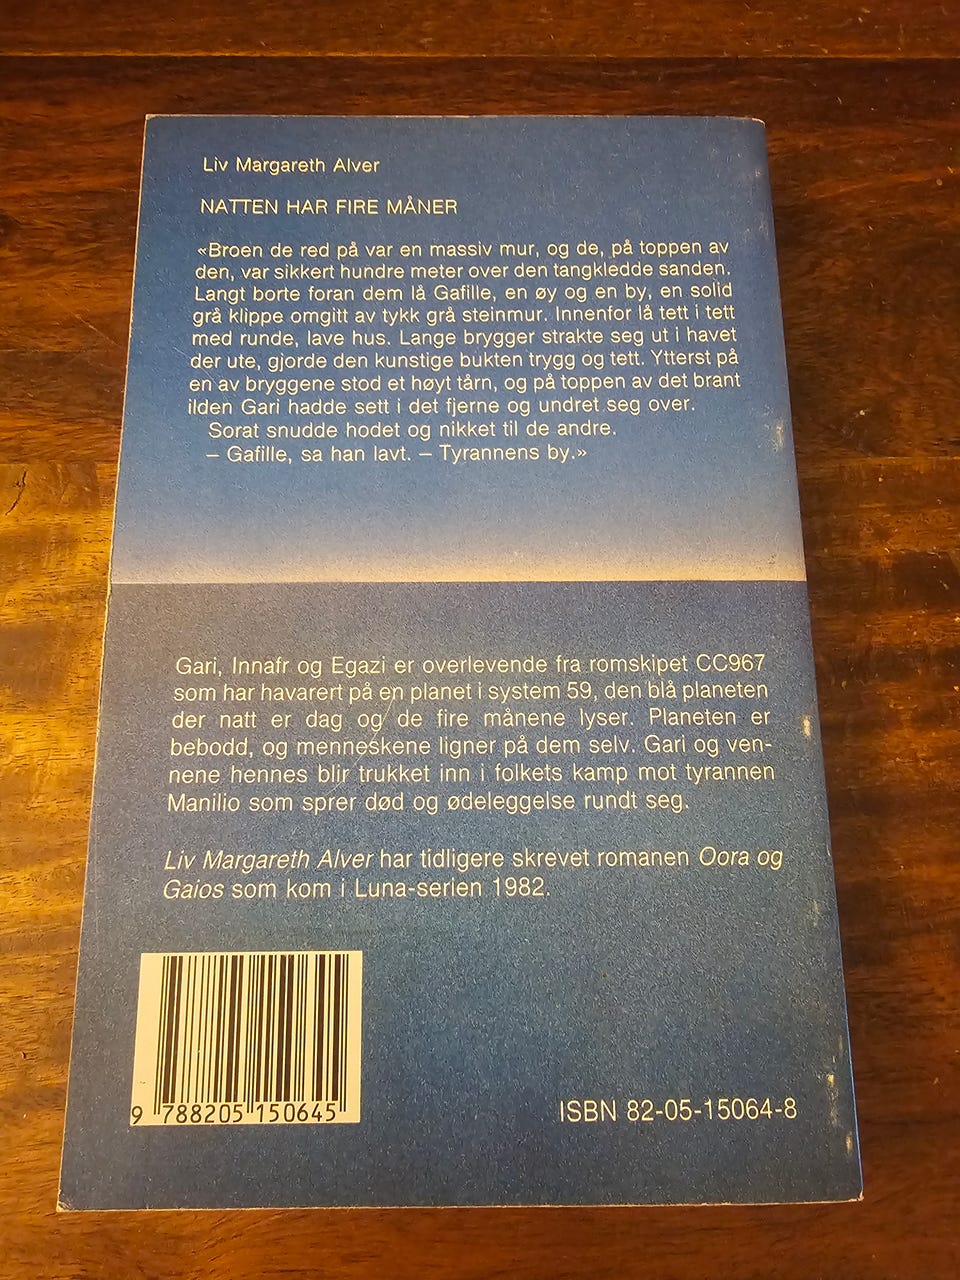 Liv Margareth Alver
NATTEN HAR FIRE MÅNER
«Broen de red på var en massiv mur, og de, på toppen av
den, var sikkert hundre meter over den tangkledde sanden.
Langt borte foran dem lå Gafille, en øy og en by, en solid
grå klippe omgitt av tykk grå steinmur. Innenfor lå tett i tett
med runde, lave hus. Lange brygger strakte seg ut i havet
der ute, gjorde den kunstige bukten trygg og tett. Ytterst på
en av bryggene stod et høyt tårn, og på toppen av det brant
ilden Gari hadde sett i det fjerne og undret seg over.
Sorat snudde hodet og nikket til de andre.
– Gafille, sa han lavt. – Tyrannens by.»
Gari, Innafr og Egazi er overlevende fra romskipet CC967
som har havarert på en planet i system 59, den blå planeten
der natt er dag og de fire månene lyser. Planeten er
bebodd, og menneskene ligner på dem selv. Gari og ven-
nene hennes blir trukket inn i folkets kamp mot tyrannen
Manilio som sprer død og ødeleggelse rundt seg.
Liv Margareth Alver har tidligere skrevet romanen Oora og
Gaios som kom i Luna-serien 1982.
9 788205 150645
ISBN 82-05-15064-8